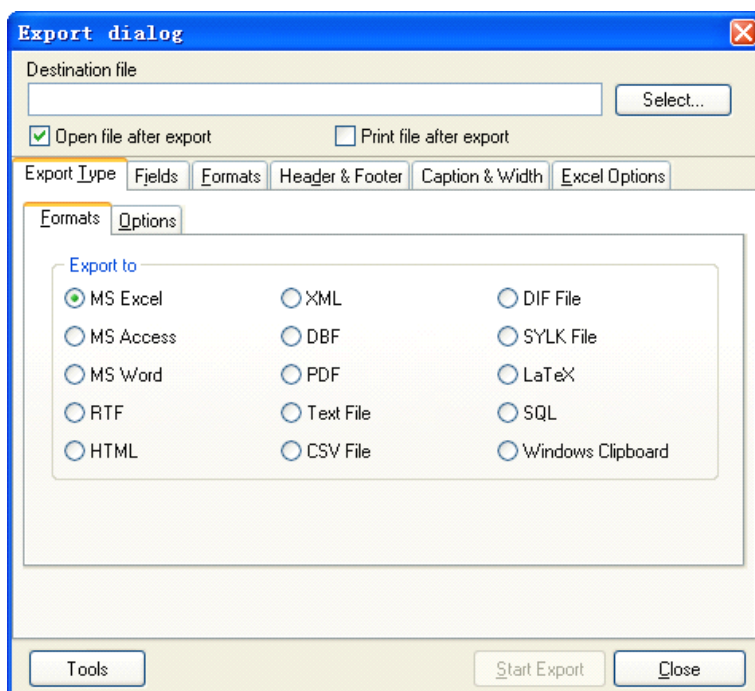 Export dialog
Destination file
Select...
Open file after export Print file after export
Export Type Fields Formats Header & Footer Caption & Width Excel Options
Formats Options
Export to
MS Excel XML DIF File
MS Access DBF SYLK File
MS Word PDF LaTeX
RTF Text File SQL
HTML CSV File Windows Clipboard
Tools Start Export Close